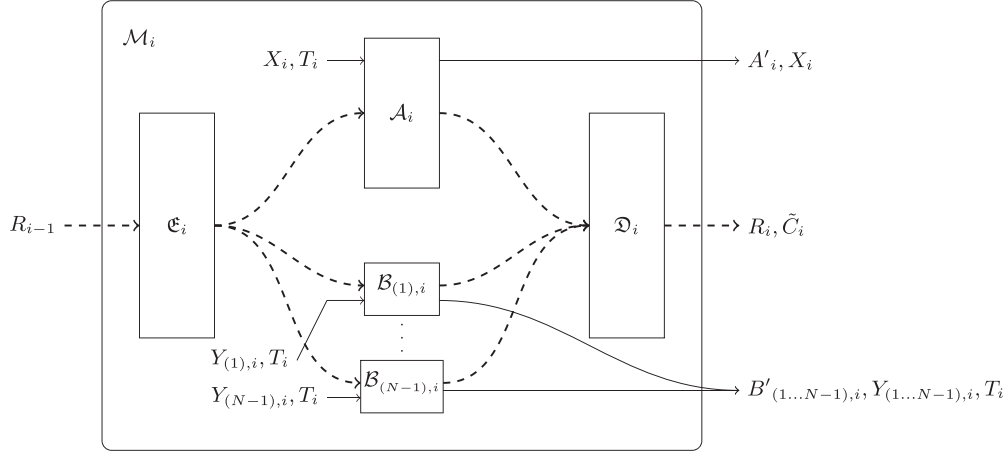 ℳᵢ
Xᵢ, Tᵢ
A′ᵢ, Xᵢ
𝒜ᵢ
Rᵢ₋₁
𝔈ᵢ
𝔇ᵢ
Rᵢ, C̃ᵢ
ℬ₍₁₎,ᵢ
Y₍₁₎,ᵢ, Tᵢ
ℬ₍N₋₁₎,ᵢ
Y₍N₋₁₎,ᵢ, Tᵢ
B′₍₁…N₋₁₎,ᵢ, Y₍₁…N₋₁₎,ᵢ, Tᵢ